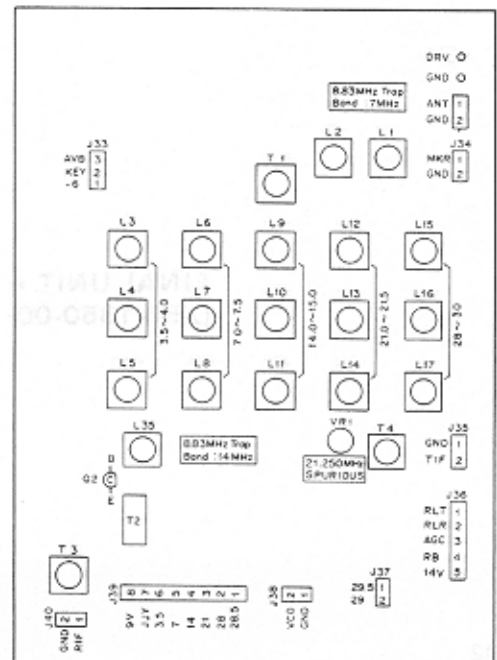 DRV
GND
8.83MHz Trap
Band : 7MHz
ANT 1
GND 2
J34
MKR 1
GND 2
J33
AVB 3
KEY 2
-6 1
L2
L1
T1
L3
L6
L9
L12
L15
L4
L7
L10
L13
L16
3.5~4.0
7.0~7.5
14.0~15.0
21.0~21.5
28~30
L5
L8
L11
L14
L17
L35
8.83MHz Trap
Band : 14MHz
VR1
T4
21.250MHz
SPURIOUS
J35
GND 1
TIF 2
B
Q2
C
E
T2
J36
RLT 1
RLR 2
AGC 3
RB 4
14V 5
T3
J37
29.5 1
29 2
J39
8 7 6 5 4 3 2 1
9V JJY 3.5 7 14 21 28 28.5
J38
2 1
VCO GND
J40
2 1
GND RIF